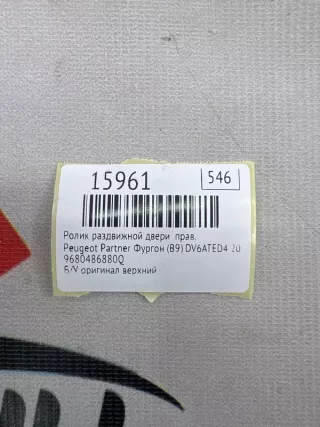 15961 546
Ролик раздвижной двери прав.
Peugeot Partner Фургон (B9) DV6ATED4 20
9680486880Q
Б/У оригинал верхний